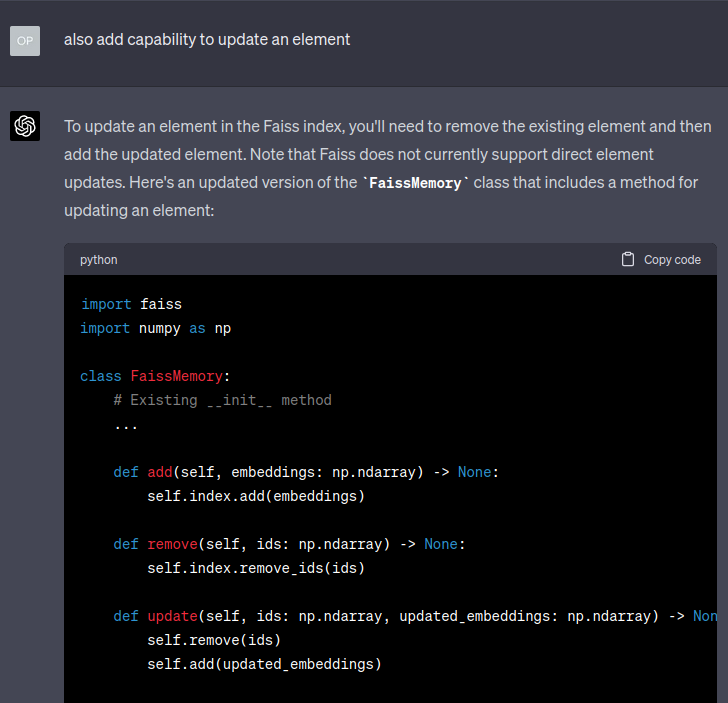 OP
also add capability to update an element
To update an element in the Faiss index, you'll need to remove the existing element and then
add the updated element. Note that Faiss does not currently support direct element
updates. Here's an updated version of the `FaissMemory` class that includes a method for
updating an element:
python
Copy code
import faiss
import numpy as np
class FaissMemory:
    # Existing __init__ method
    ...
    def add(self, embeddings: np.ndarray) -> None:
        self.index.add(embeddings)
    def remove(self, ids: np.ndarray) -> None:
        self.index.remove_ids(ids)
    def update(self, ids: np.ndarray, updated_embeddings: np.ndarray) -> Non
        self.remove(ids)
        self.add(updated_embeddings)